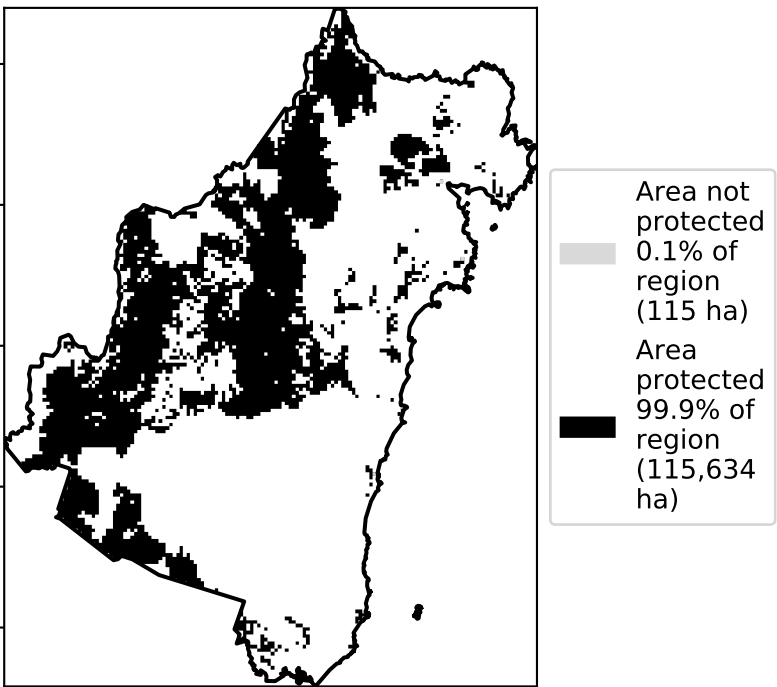 Area not
protected
0.1% of
region
(115 ha)
Area
protected
99.9% of
region
(115,634
ha)